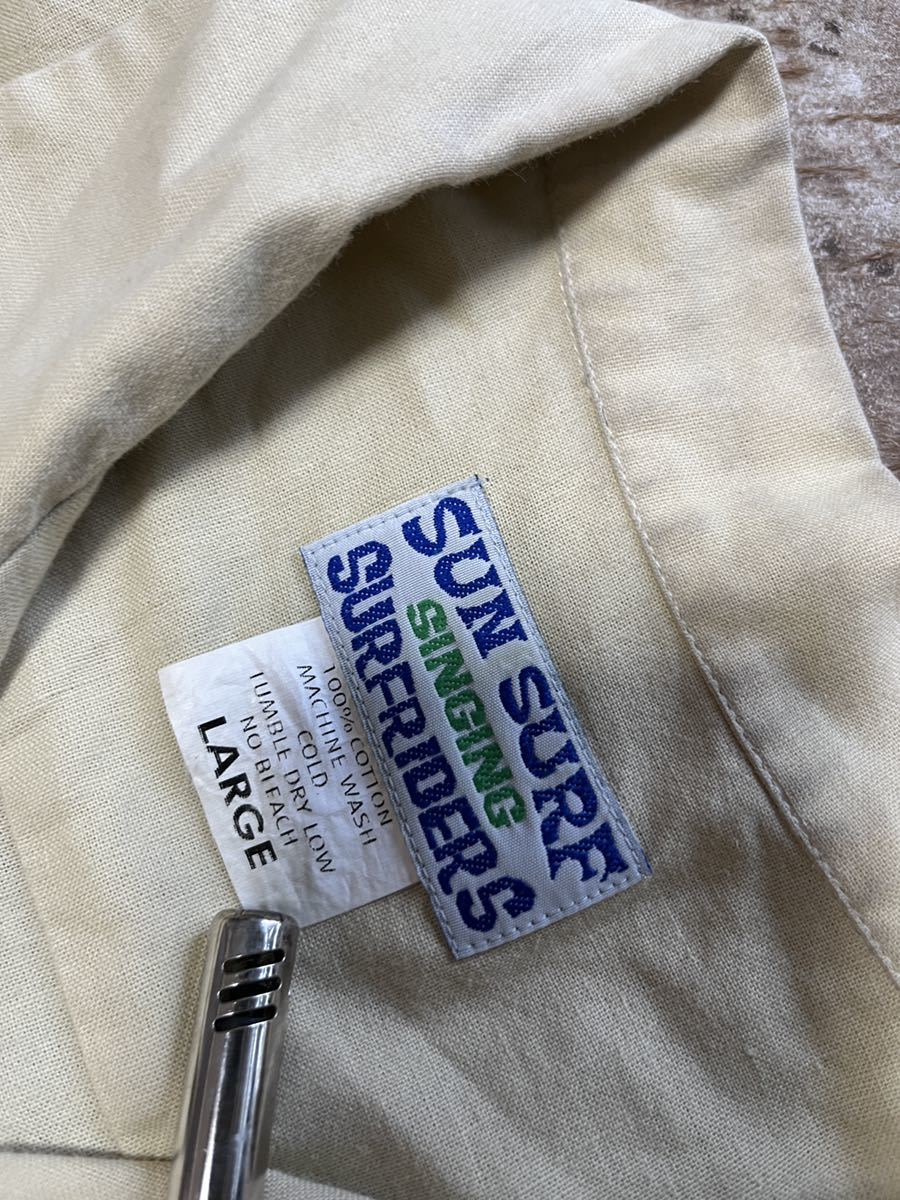 SUN SURF
SINGING
SURFRIDERS
100% COTTON
MACHINE WASH
COLD
TUMBLE DRY LOW
NO BLEACH
LARGE